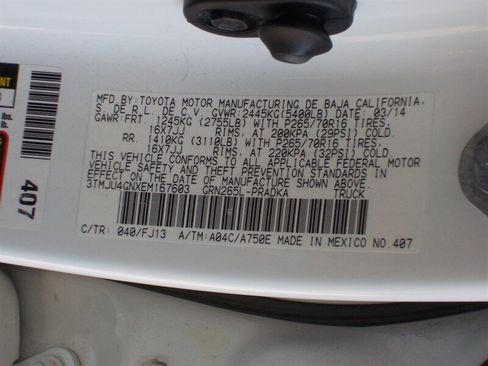 MFD.BY:TOYOTA MOTOR MANUFACTURING DE BAJA CALIFORNIA,
S. DE R.L. DE C.V. GVWR:2445KG(5400LB) DATE: 03/14
GAWR:FRT. 1245KG (2755LB) WITH P265/70R16 TIRES,
16X7JJ RIMS, AT 200KPA (29PSI) COLD.
RR. 1410KG (3110LB) WITH P265/70R16 TIRES,
16X7JJ RIMS, AT 220KPA (32PSI) COLD.
THIS VEHICLE CONFORMS TO ALL APPLICABLE FEDERAL MOTOR
VEHICLE SAFETY STANDARDS IN EFFECT ON THE
DATE OF MANUFACTURE SHOWN ABOVE.
3TMJU4GNXEM167603 GRN265L-PRADKA TRUCK
C/TR: 040/FJ13 A/TM:A04C/A750E MADE IN MEXICO NO.407
407
lbs.